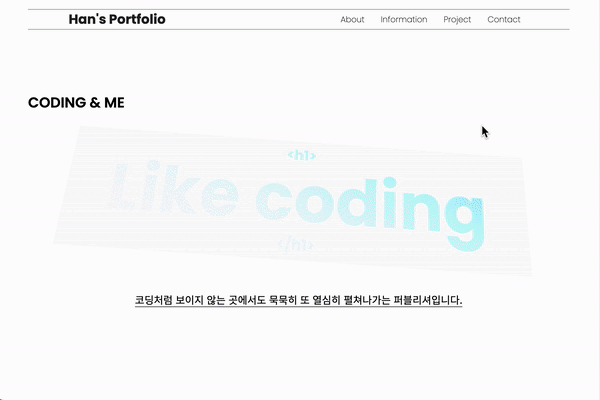 Han's Portfolio
About Information Project Contact
CODING & ME
<h1>
Like coding
</h1>
코딩처럼 보이지 않는 곳에서도 묵묵히 또 열심히 펼쳐나가는 퍼블리셔입니다.